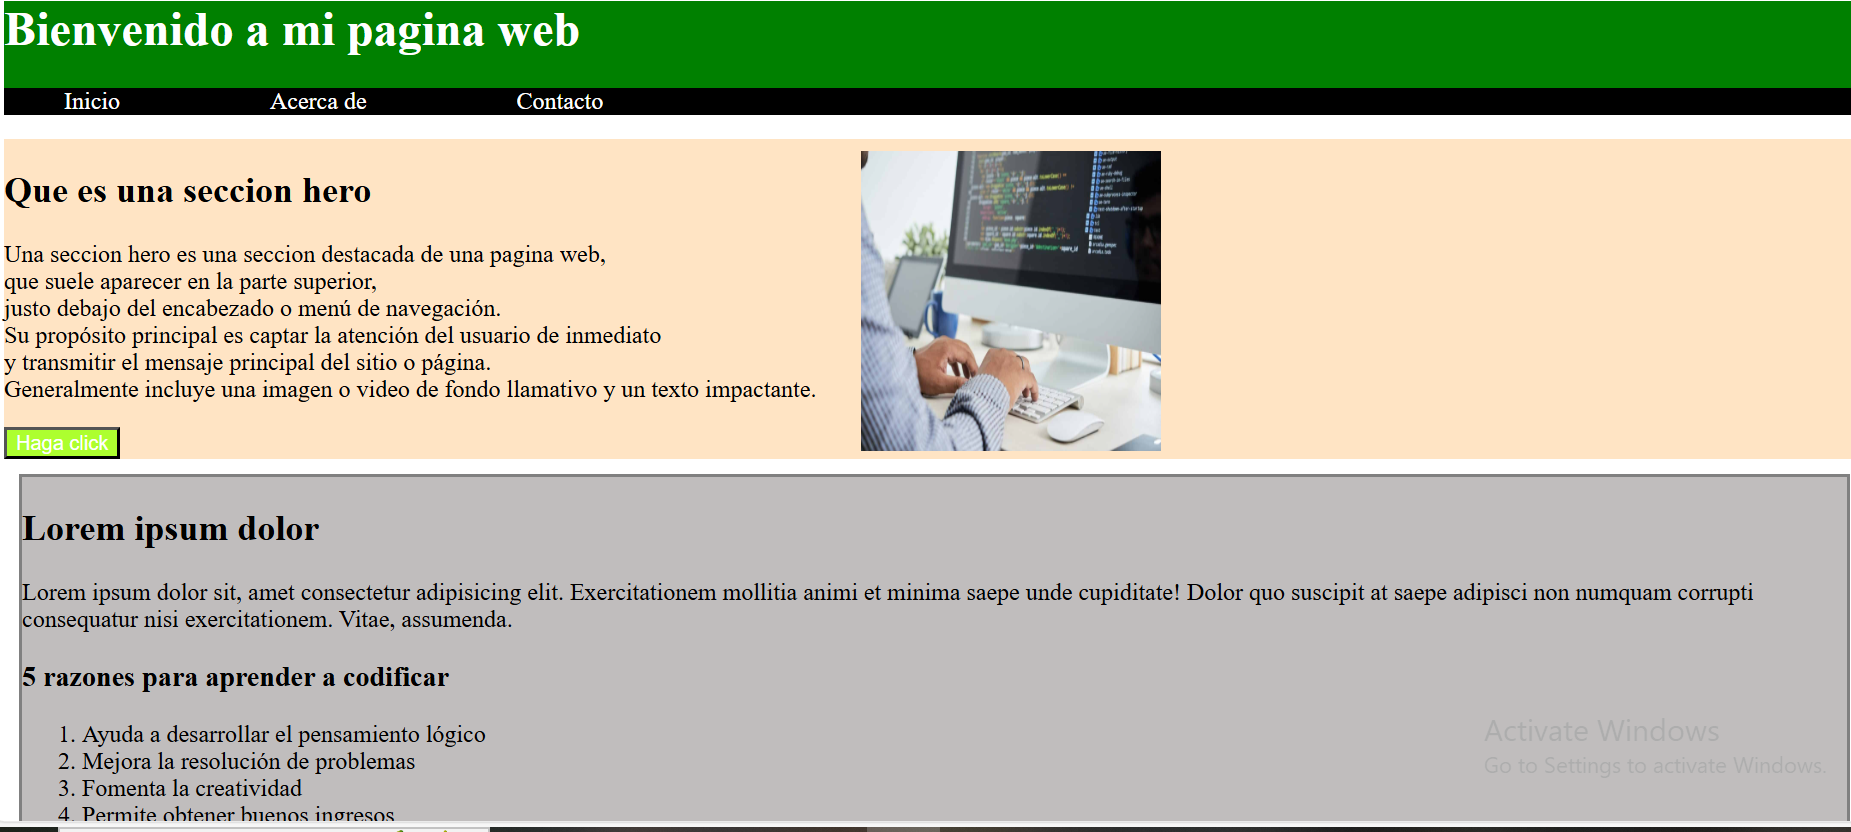 Bienvenido a mi pagina web
Inicio Acerca de Contacto
Que es una seccion hero
Una seccion hero es una seccion destacada de una pagina web,
que suele aparecer en la parte superior,
justo debajo del encabezado o menú de navegación.
Su propósito principal es captar la atención del usuario de inmediato
y transmitir el mensaje principal del sitio o página.
Generalmente incluye una imagen o video de fondo llamativo y un texto impactante.
Haga click
Lorem ipsum dolor
Lorem ipsum dolor sit, amet consectetur adipisicing elit. Exercitationem mollitia animi et minima saepe unde cupiditate! Dolor quo suscipit at saepe adipisci non numquam corrupti
consequatur nisi exercitationem. Vitae, assumenda.
5 razones para aprender a codificar
1. Ayuda a desarrollar el pensamiento lógico
2. Mejora la resolución de problemas
3. Fomenta la creatividad
4. Permite obtener buenos ingresos
Activate Windows
Go to Settings to activate Windows.